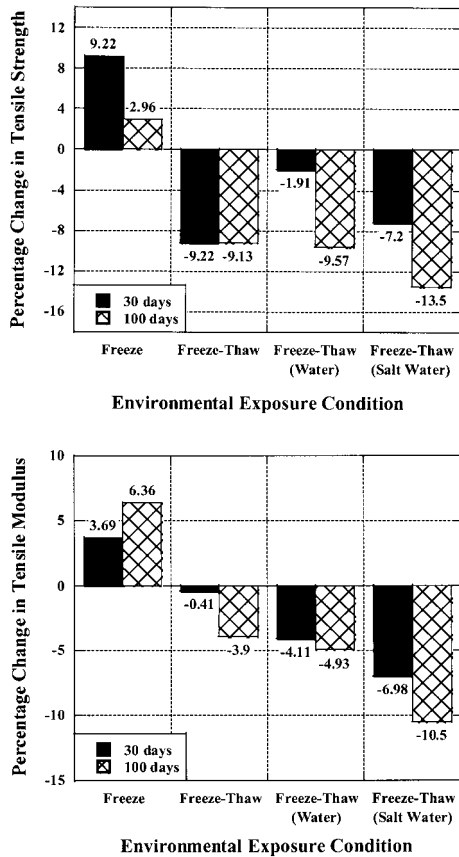 Percentage Change in Tensile Strength
12
8
4
0
-4
-8
-12
-16
9.22
2.96
-9.22 -9.13
-1.91
-9.57
-7.2
-13.5
30 days
100 days
Freeze Freeze-Thaw Freeze-Thaw (Water) Freeze-Thaw (Salt Water)
Environmental Exposure Condition
Percentage Change in Tensile Modulus
10
5
0
-5
-10
-15
3.69
6.36
-0.41
-3.9
-4.11
-4.93
-6.98
-10.5
30 days
100 days
Freeze Freeze-Thaw Freeze-Thaw (Water) Freeze-Thaw (Salt Water)
Environmental Exposure Condition